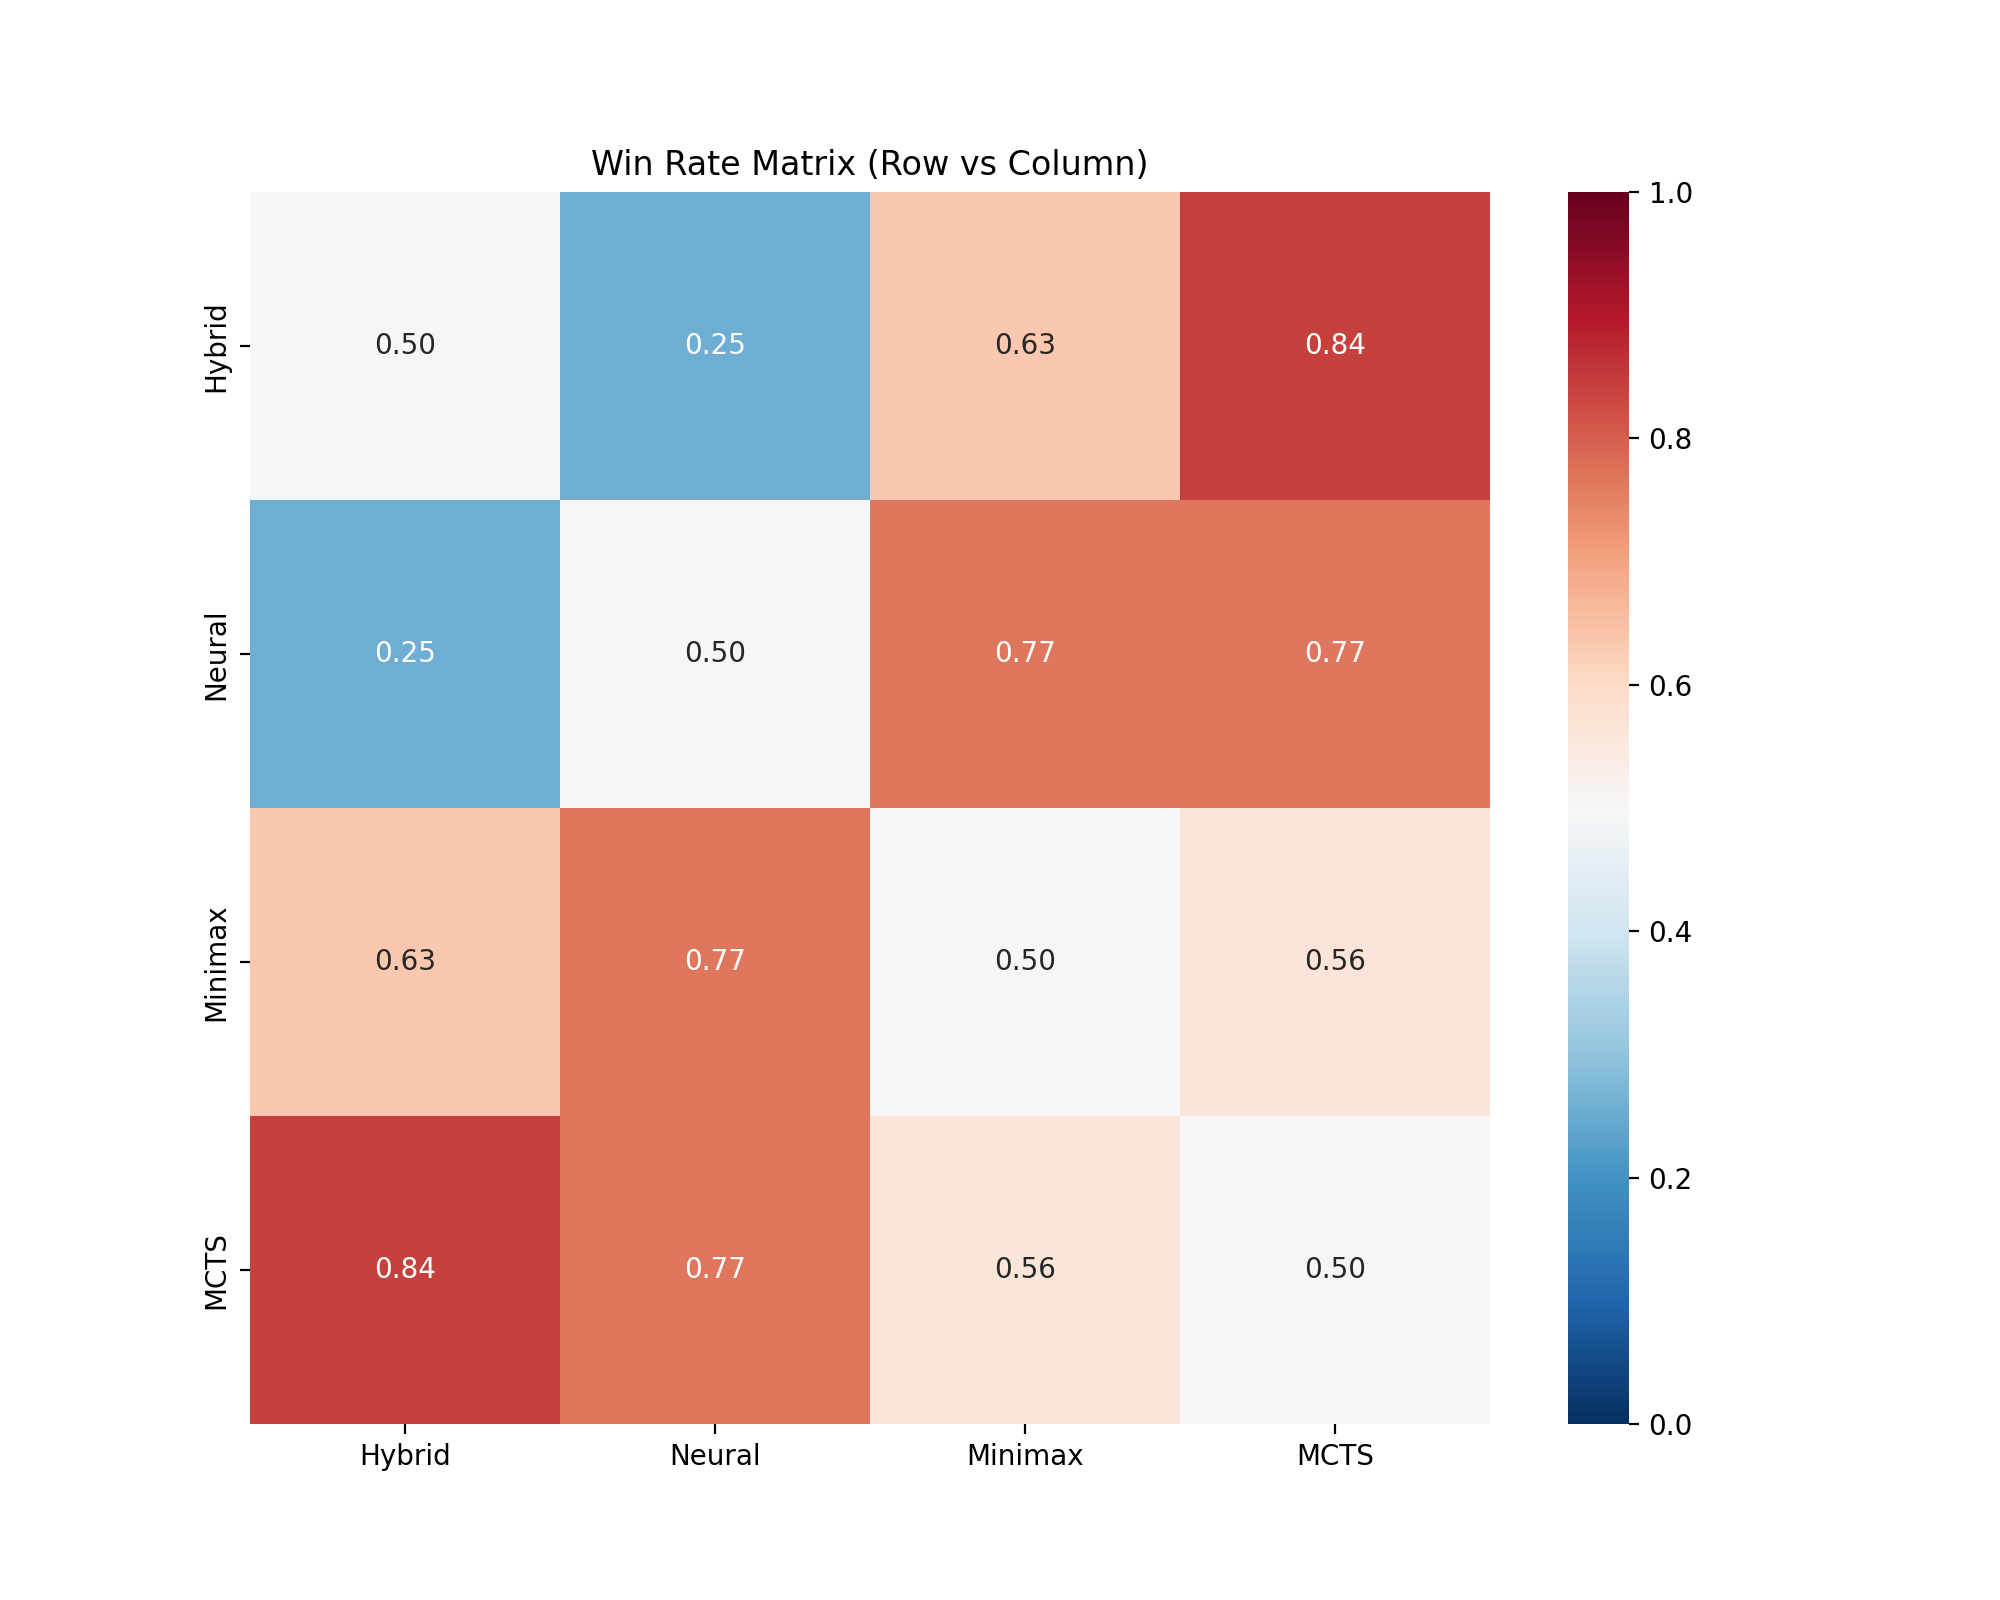 Win Rate Matrix (Row vs Column)
Hybrid 0.50 0.25 0.63 0.84
Neural 0.25 0.50 0.77 0.77
Minimax 0.63 0.77 0.50 0.56
MCTS 0.84 0.77 0.56 0.50
Hybrid Neural Minimax MCTS
1.0
0.8
0.6
0.4
0.2
0.0